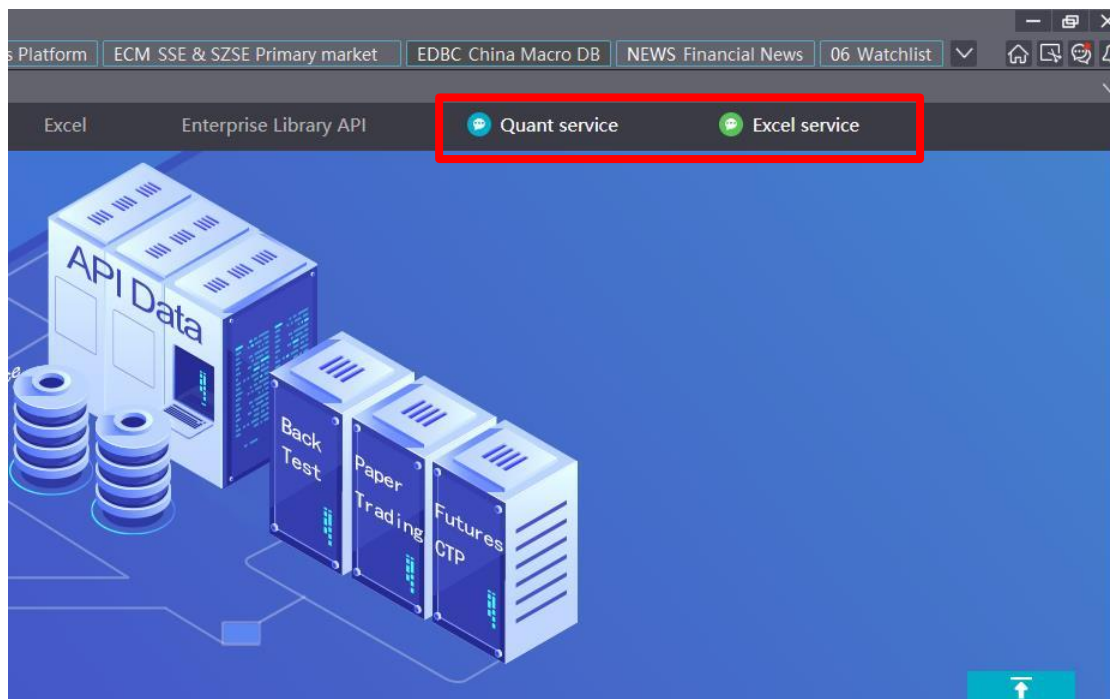 s Platform ECM SSE & SZSE Primary market EDBC China Macro DB NEWS Financial News 06 Watchlist
Excel Enterprise Library API Quant service Excel service
API Data
Back
Test
Paper
Trading
Futures
CTP